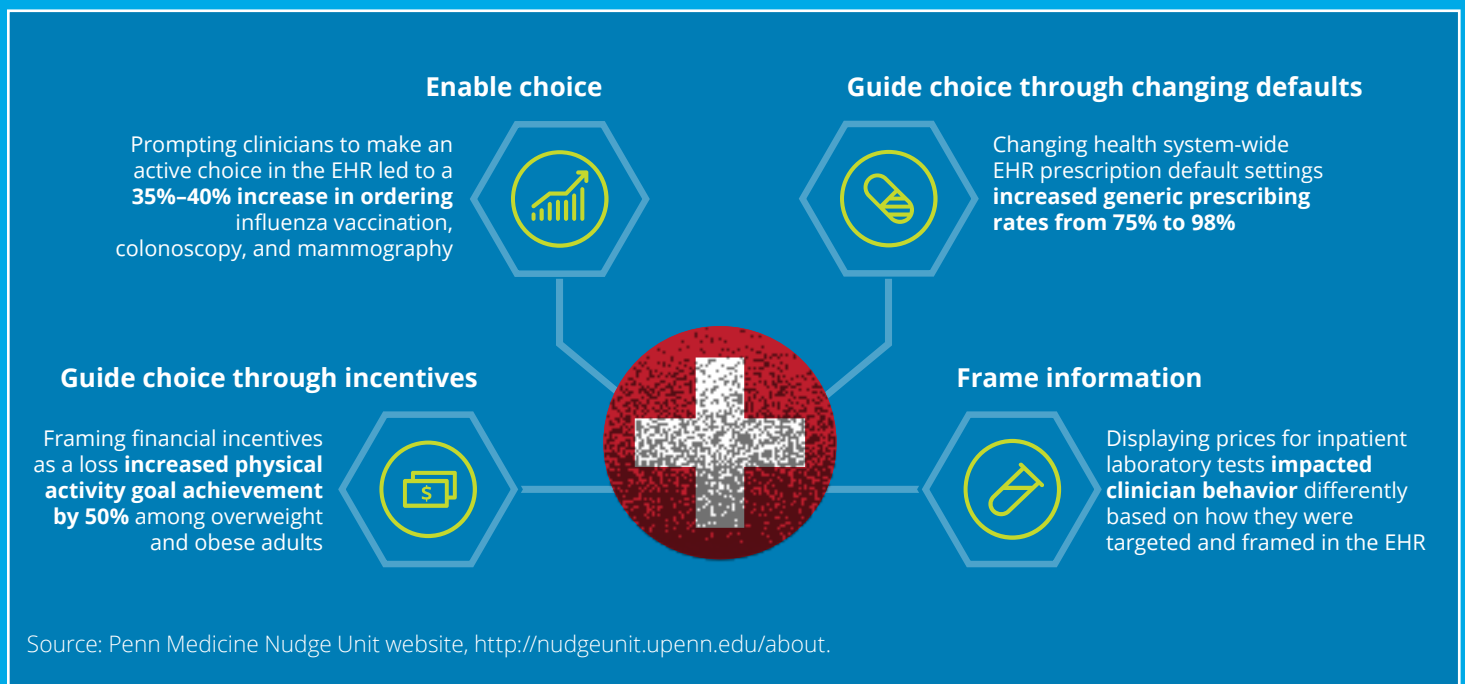 Enable choice
Prompting clinicians to make an
active choice in the EHR led to a
35%–40% increase in ordering
influenza vaccination,
colonoscopy, and mammography
Guide choice through changing defaults
Changing health system-wide
EHR prescription default settings
increased generic prescribing
rates from 75% to 98%
Guide choice through incentives
Framing financial incentives
as a loss increased physical
activity goal achievement
by 50% among overweight
and obese adults
$
Frame information
Displaying prices for inpatient
laboratory tests impacted
clinician behavior differently
based on how they were
targeted and framed in the EHR
Source: Penn Medicine Nudge Unit website, http://nudgeunit.upenn.edu/about.